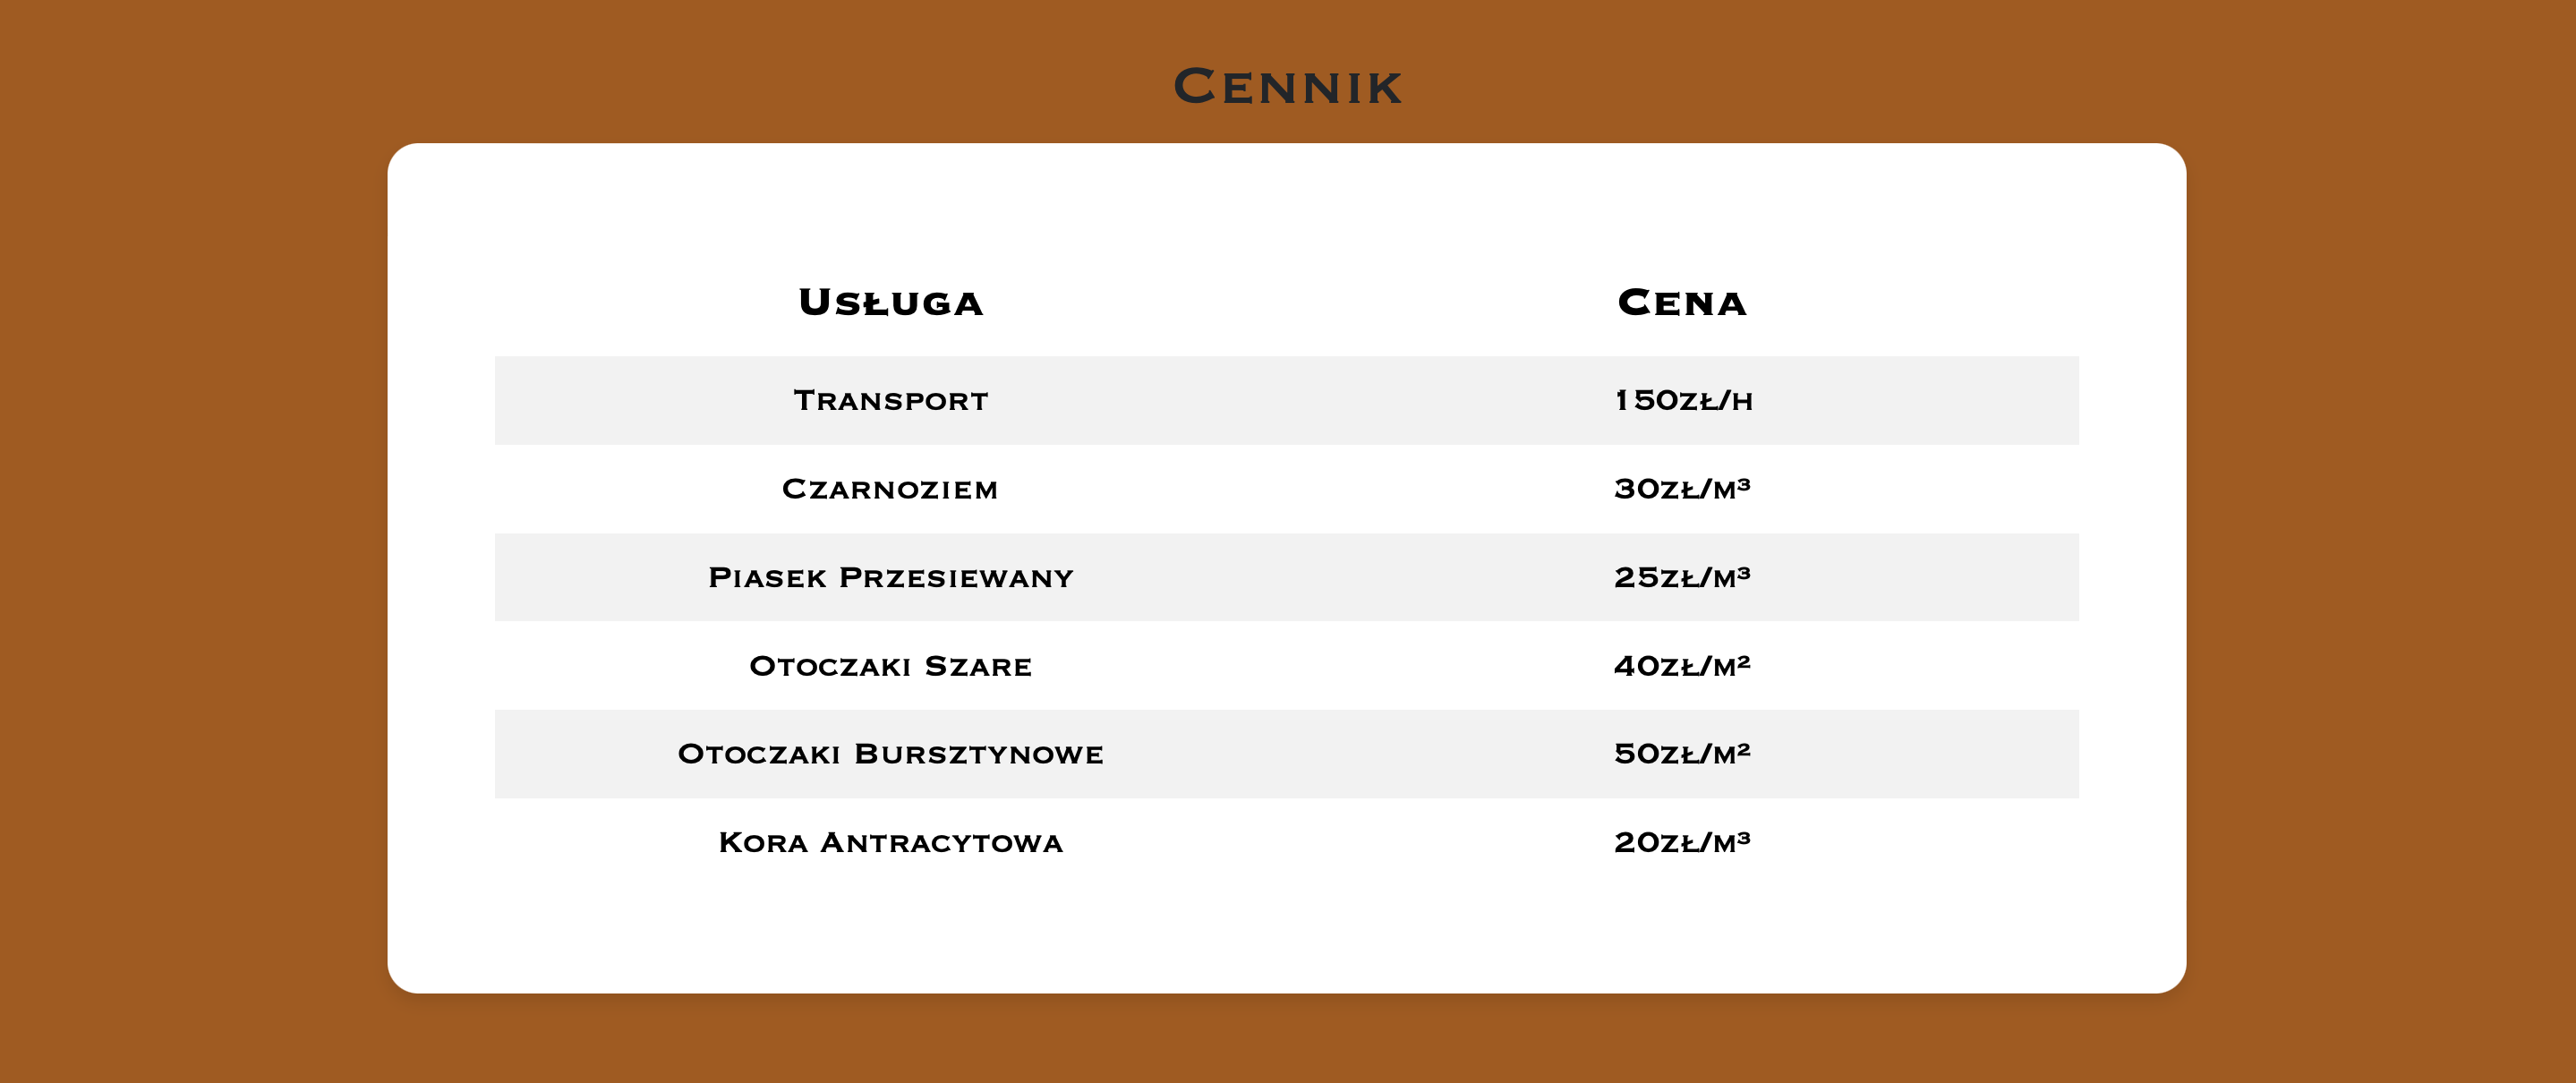 Cennik
Usługa Cena
Transport 150zł/h
Czarnoziem 30zł/m³
Piasek Przesiewany 25zł/m³
Otoczaki Szare 40zł/m²
Otoczaki Bursztynowe 50zł/m²
Kora Antracytowa 20zł/m³